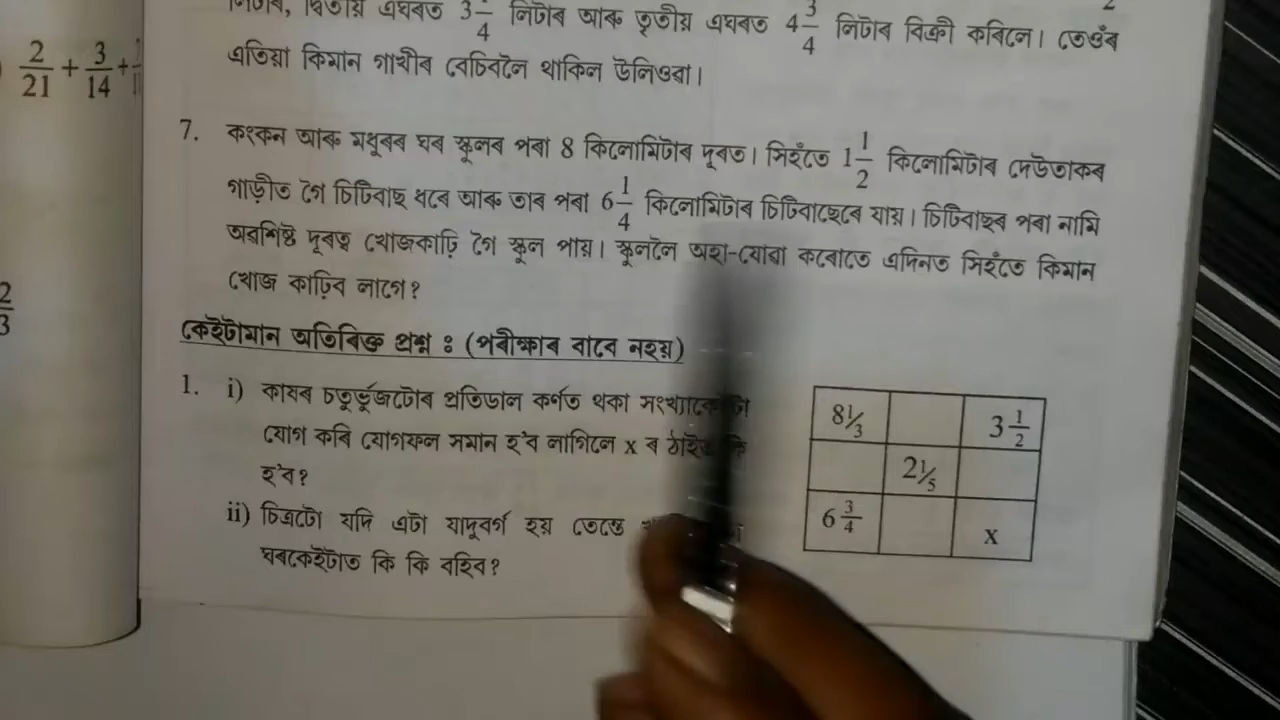 দ্বিতীয় এঘৰত 3 /4 লিটাৰ আৰু তৃতীয় এঘৰত 4 3/4 লিটাৰ বিক্ৰী কৰিলে। তেওঁৰ
এতিয়া কিমান গাখীৰ বেচিবলৈ থাকিল উলিওৱা।
2/21 + 3/14 +
7. কংকন আৰু মধুৰৰ ঘৰ স্কুলৰ পৰা 8 কিলোমিটাৰ দূৰত। সিহঁতে 1 1/2 কিলোমিটাৰ দেউতাকৰ
গাড়ীত গৈ চিটিবাছ ধৰে আৰু তাৰ পৰা 6 1/4 কিলোমিটাৰ চিটিবাছেৰে যায়। চিটিবাছৰ পৰা নামি
অৱশিষ্ট দূৰত্ব খোজকাঢ়ি গৈ স্কুল পায়। স্কুললৈ অহা-যোৱা কৰোতে এদিনত সিহঁতে কিমান
খোজ কাঢ়িব লাগে?
2/3
কেইটামান অতিৰিক্ত প্ৰশ্ন : (পৰীক্ষাৰ বাবে নহয়)
1. i) কাষৰ চতুৰ্ভূজটোৰ প্ৰতিডাল কৰ্ণত থকা
যোগ কৰি যোগফল সমান হ'ব লাগিলে x ৰ ঠাইত কি
হ'ব?
ii) চিত্ৰটো যদি এটা যাদুবৰ্গ হয় তেন্তে
ঘৰকেইটাত কি কি বহিব?
8 1/3 3 1/2
2 1/5
6 3/4 x